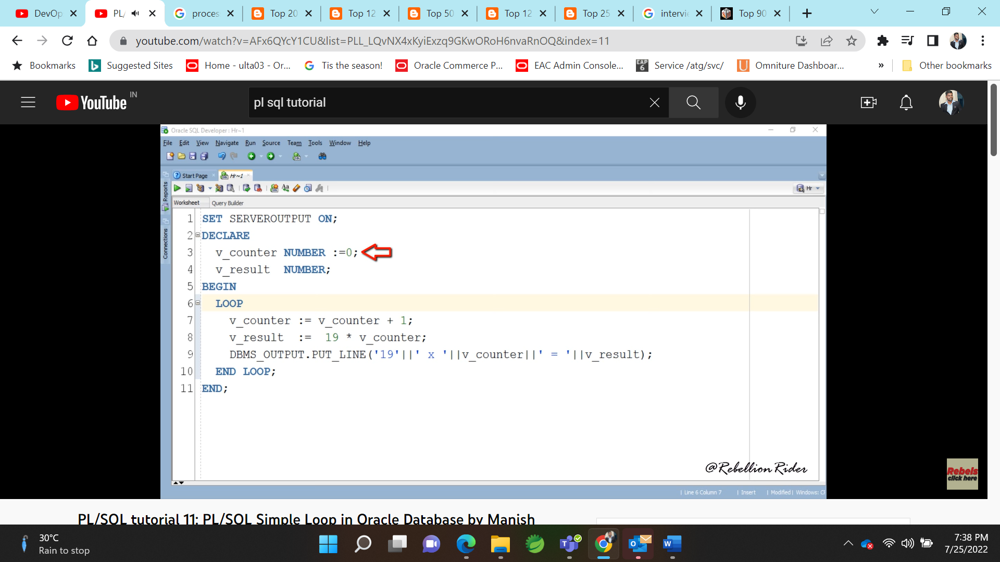 DevOp
PL/
proces
Top 20
Top 12
Top 50
Top 12
Top 25
intervie
Top 90
youtube.com/watch?v=AFx6QYcY1CU&list=PLL_LQvNX4xKyiExzq9GKwORoH6nvaRnOQ&index=11
Bookmarks
Suggested Sites
Home - ulta03 - Or...
Tis the season!
Oracle Commerce P...
EAC Admin Console...
EAP 6
Service /atg/svc/
Omniture Dashboar...
»
Other bookmarks
YouTube IN
pl sql tutorial
Oracle SQL Developer : Hr~1
File Edit View Navigate Run Source Team Tools Window Help
Start Page
Hr~1
Reports
Connections
Hr
Worksheet Query Builder
1 SET SERVEROUTPUT ON;
2 DECLARE
3 v_counter NUMBER :=0;
4 v_result NUMBER;
5 BEGIN
6 LOOP
7 v_counter := v_counter + 1;
8 v_result := 19 * v_counter;
9 DBMS_OUTPUT.PUT_LINE('19'||' x '||v_counter||' = '||v_result);
10 END LOOP;
11 END;
@Rebellion Rider
Rebels
click here
Line 6 Column 7 | Insert | Modified | Windows: C
PL/SQL tutorial 11: PL/SQL Simple Loop in Oracle Database by Manish
30°C
Rain to stop
7:38 PM
7/25/2022